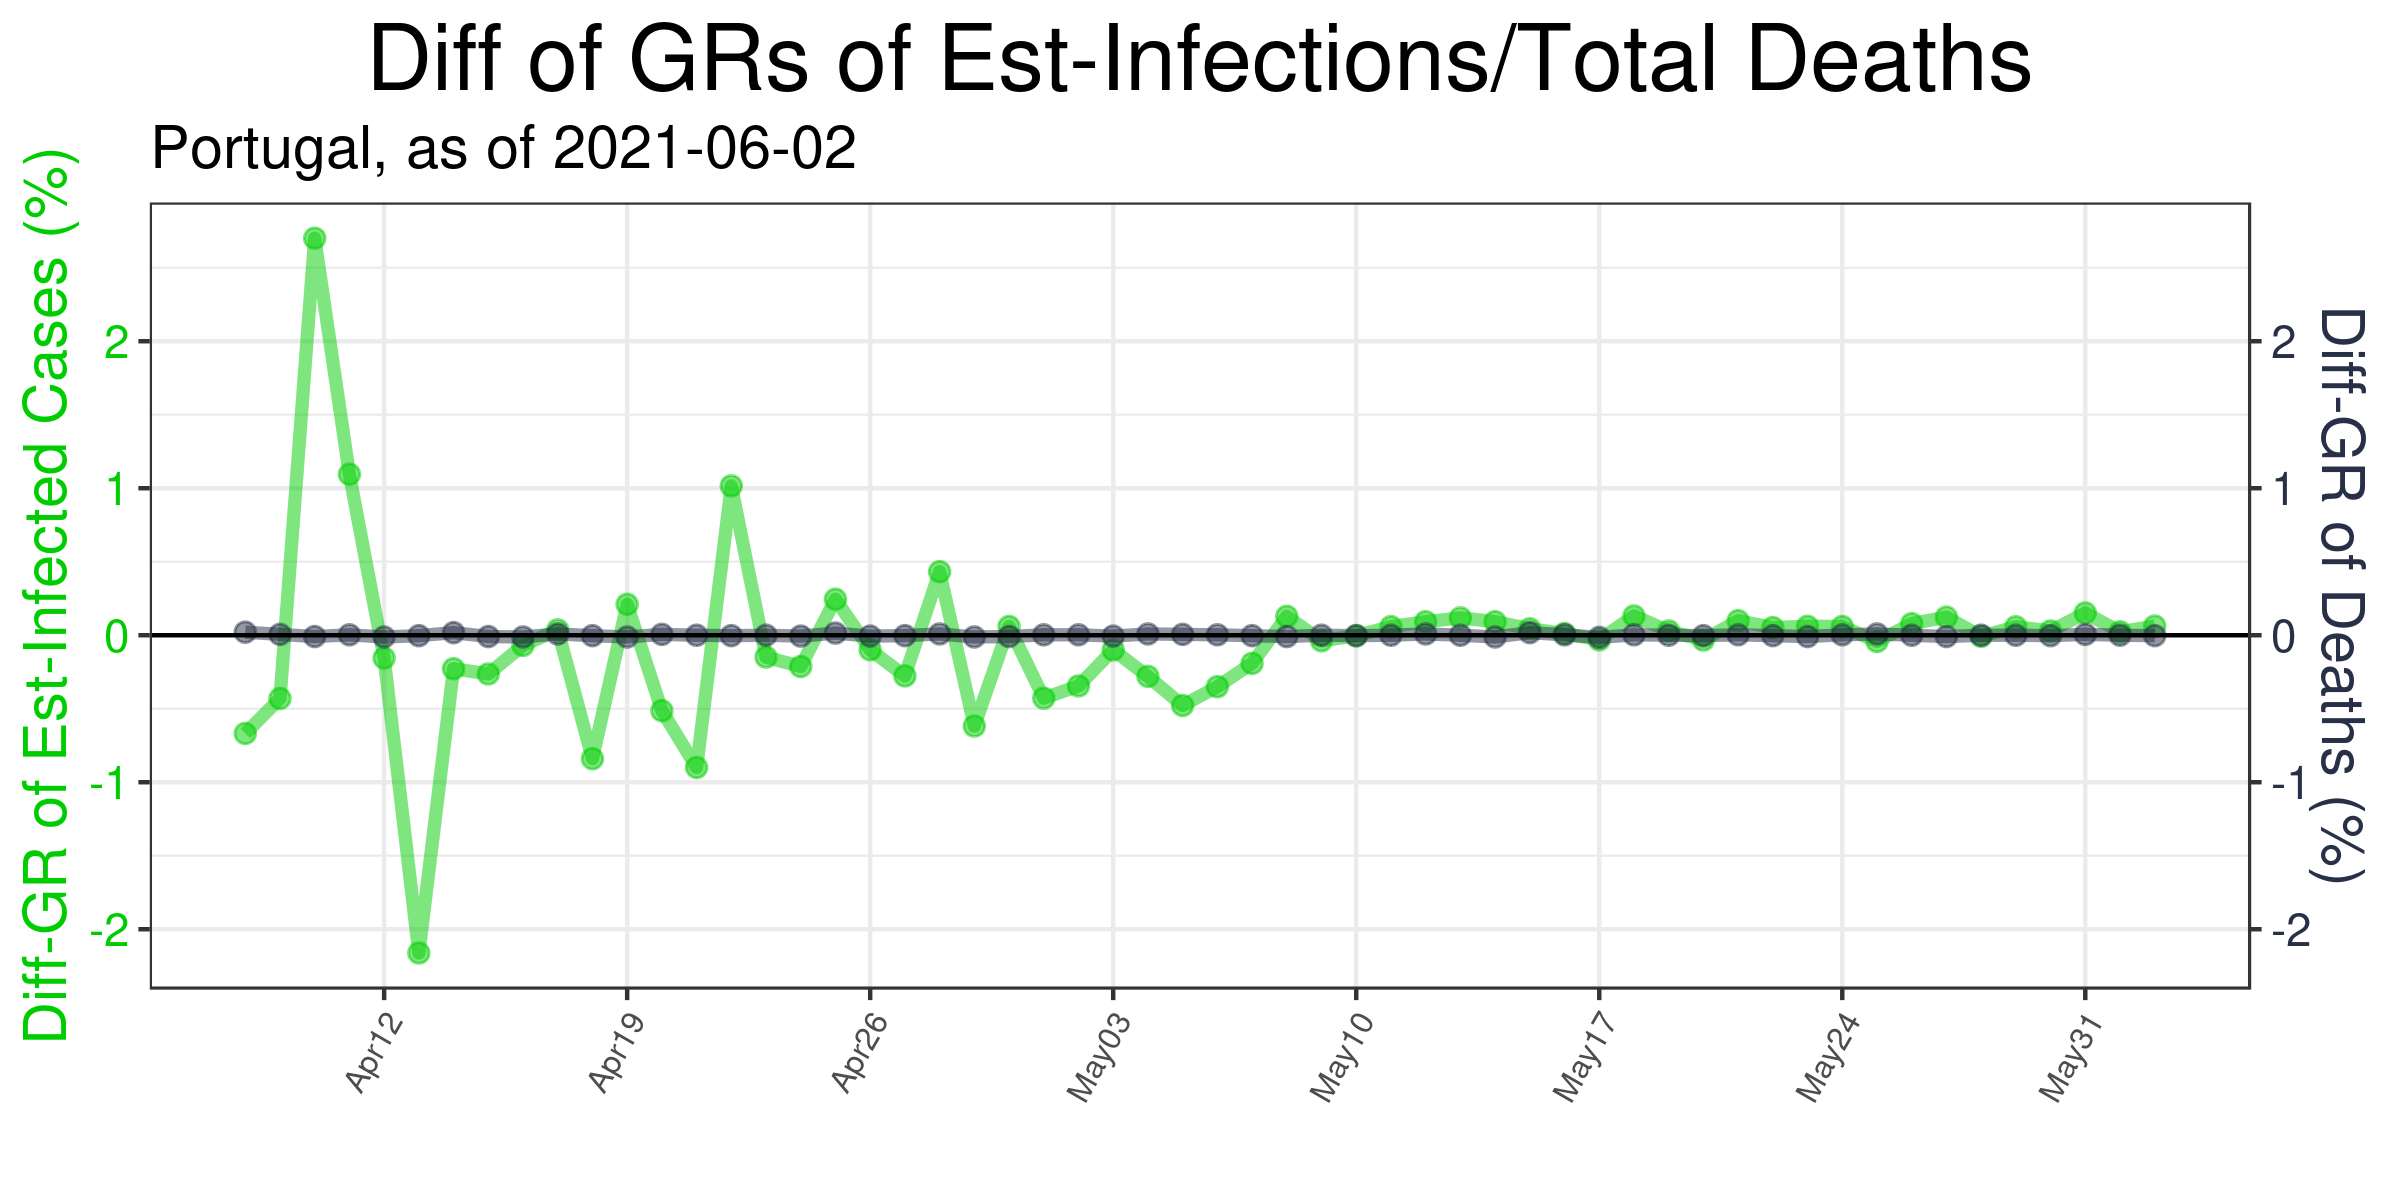 Diff of GRs of Est-Infections/Total Deaths
Portugal, as of 2021-06-02
Diff-GR of Est-Infected Cases (%)
2
1
0
-1
-2
2
1
0
-1
-2
Diff-GR of Deaths (%)
Apr12
Apr19
Apr26
May03
May10
May17
May24
May31